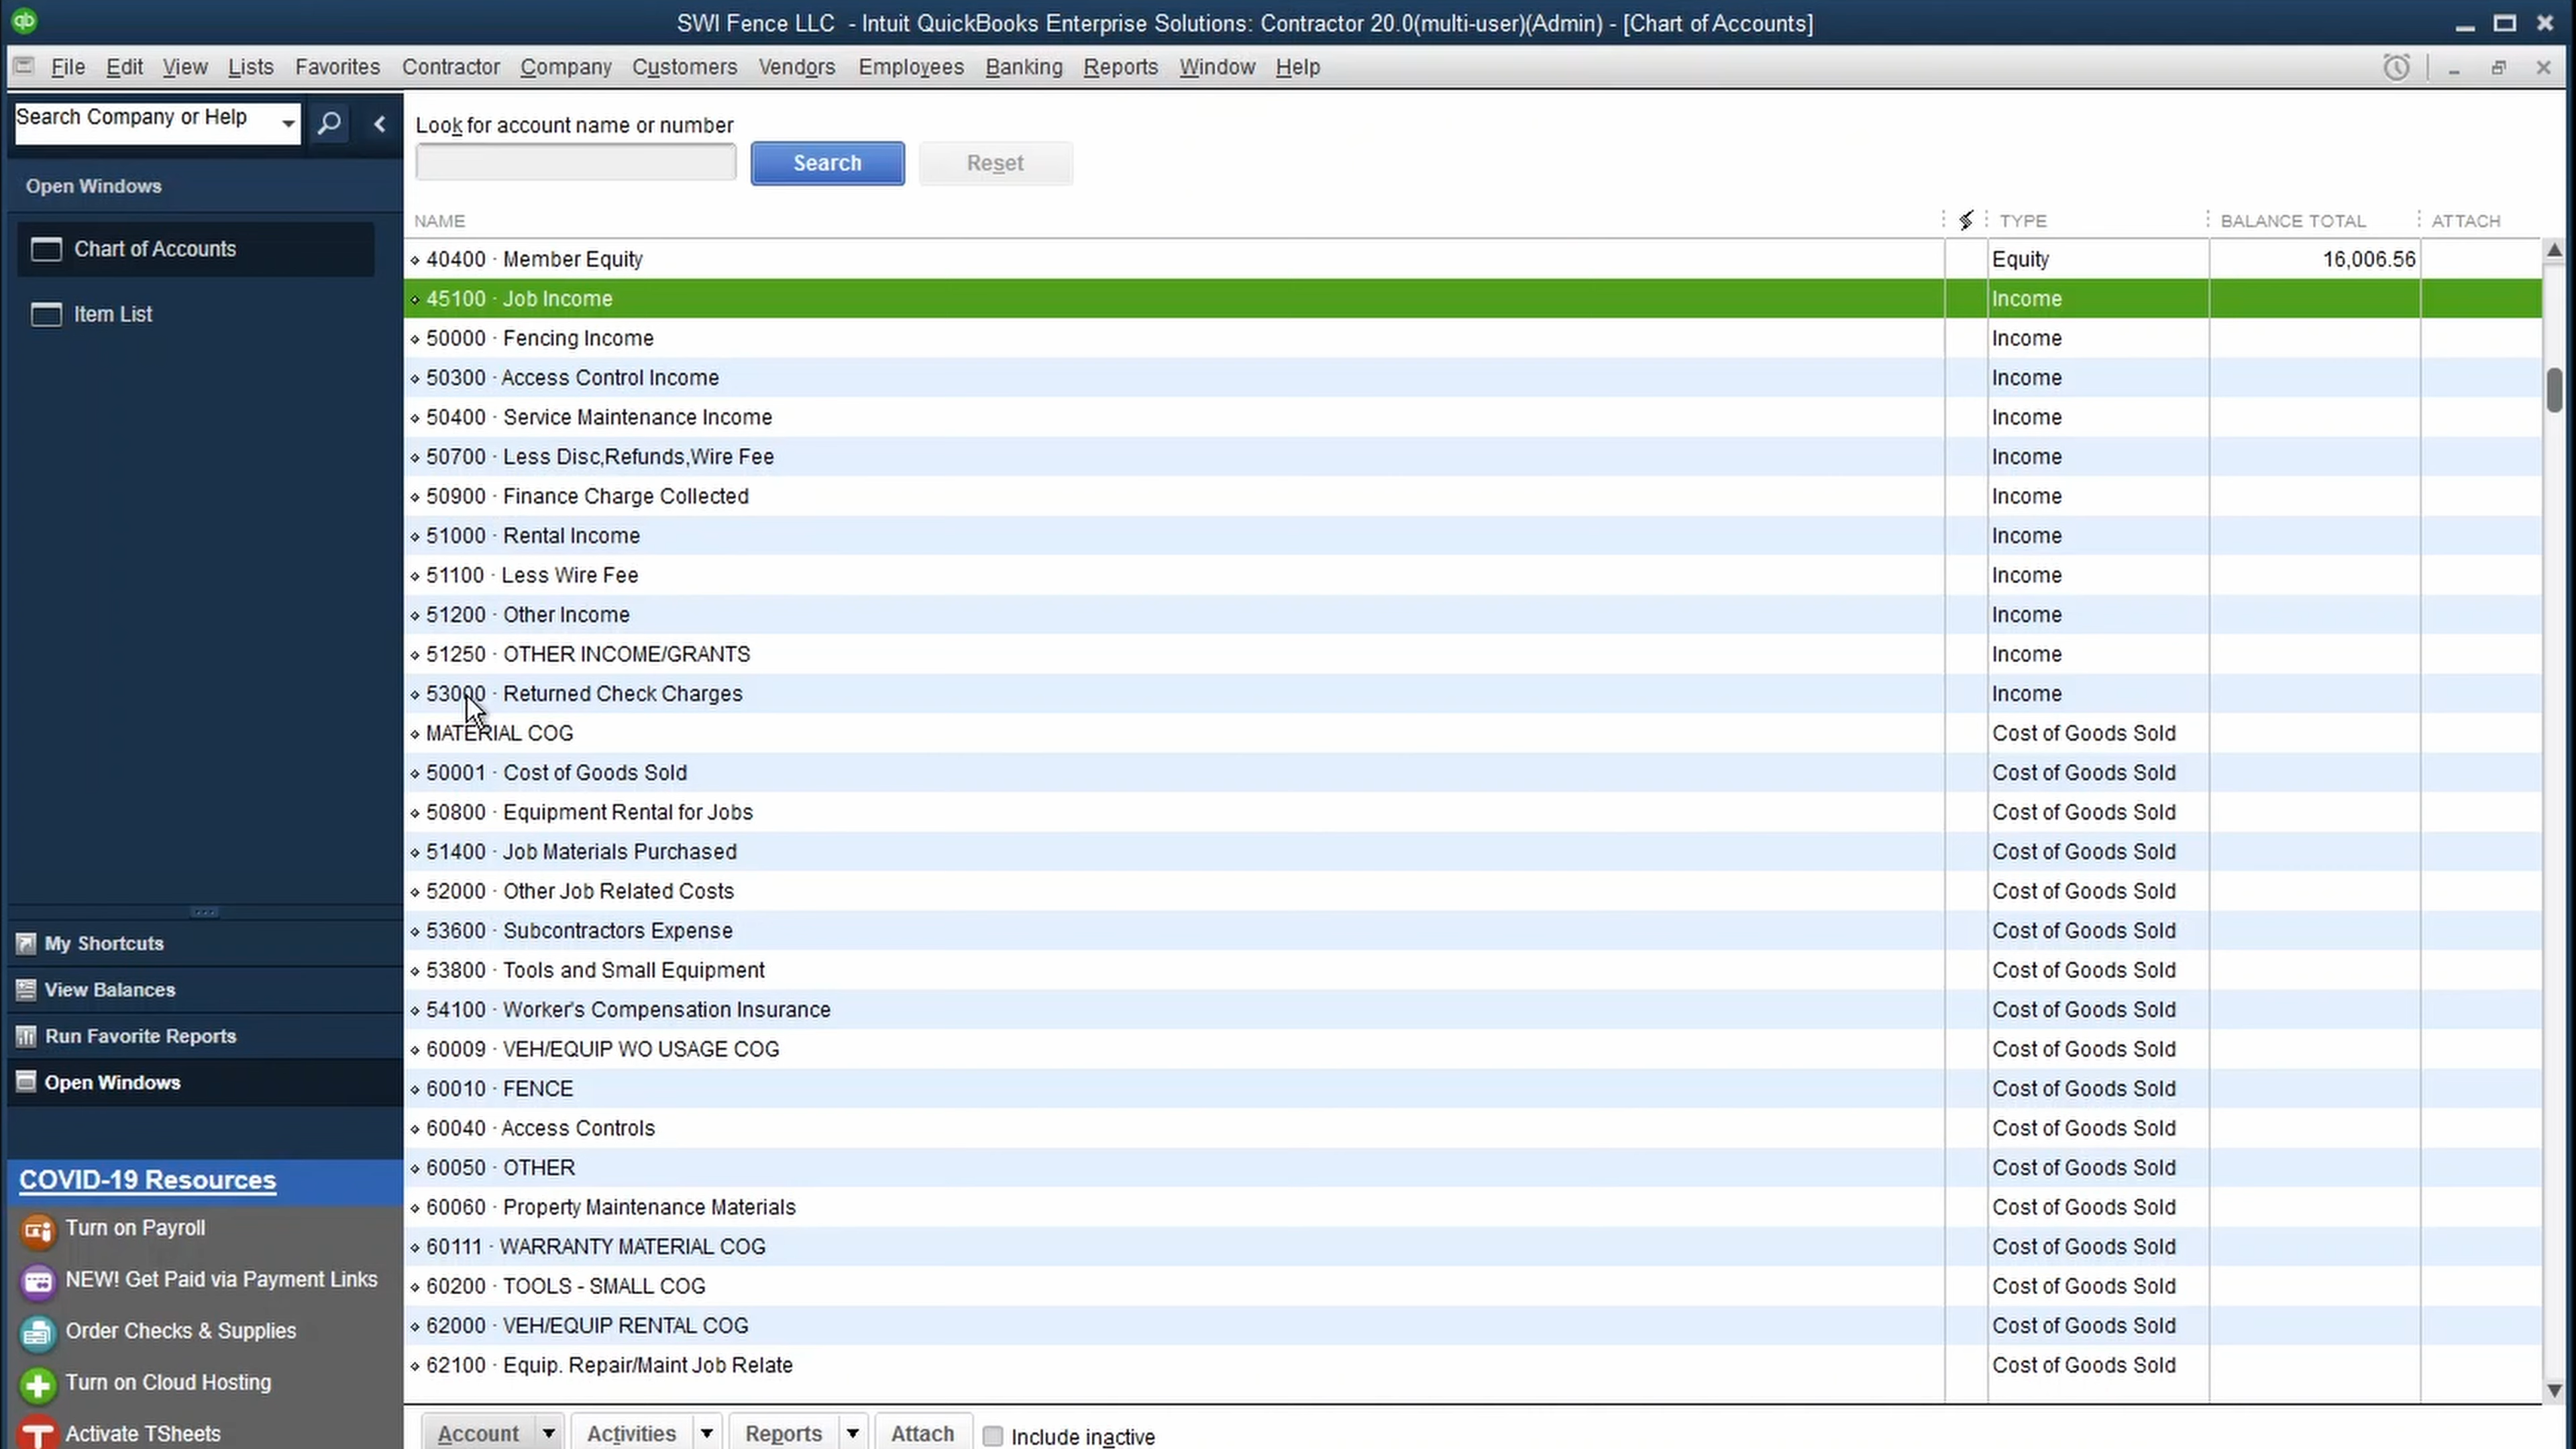 qb
SWI Fence LLC - Intuit QuickBooks Enterprise Solutions: Contractor 20.0(multi-user)(Admin) - [Chart of Accounts]
File Edit View Lists Favorites Contractor Company Customers Vendors Employees Banking Reports Window Help
Search Company or Help
Open Windows
Chart of Accounts
Item List
My Shortcuts
View Balances
Run Favorite Reports
Open Windows
COVID-19 Resources
Turn on Payroll
NEW! Get Paid via Payment Links
Order Checks & Supplies
Turn on Cloud Hosting
Activate TSheets
Look for account name or number
Search Reset
NAME TYPE BALANCE TOTAL ATTACH
40400 · Member Equity Equity 16,006.56
45100 · Job Income Income
50000 · Fencing Income Income
50300 · Access Control Income Income
50400 · Service Maintenance Income Income
50700 · Less Disc,Refunds,Wire Fee Income
50900 · Finance Charge Collected Income
51000 · Rental Income Income
51100 · Less Wire Fee Income
51200 · Other Income Income
51250 · OTHER INCOME/GRANTS Income
53000 · Returned Check Charges Income
MATERIAL COG Cost of Goods Sold
50001 · Cost of Goods Sold Cost of Goods Sold
50800 · Equipment Rental for Jobs Cost of Goods Sold
51400 · Job Materials Purchased Cost of Goods Sold
52000 · Other Job Related Costs Cost of Goods Sold
53600 · Subcontractors Expense Cost of Goods Sold
53800 · Tools and Small Equipment Cost of Goods Sold
54100 · Worker's Compensation Insurance Cost of Goods Sold
60009 · VEH/EQUIP WO USAGE COG Cost of Goods Sold
60010 · FENCE Cost of Goods Sold
60040 · Access Controls Cost of Goods Sold
60050 · OTHER Cost of Goods Sold
60060 · Property Maintenance Materials Cost of Goods Sold
60111 · WARRANTY MATERIAL COG Cost of Goods Sold
60200 · TOOLS - SMALL COG Cost of Goods Sold
62000 · VEH/EQUIP RENTAL COG Cost of Goods Sold
62100 · Equip. Repair/Maint Job Relate Cost of Goods Sold
Account Activities Reports Attach Include inactive